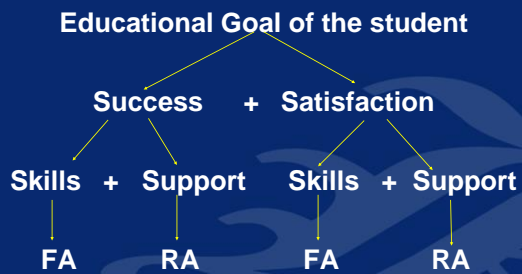 Educational Goal of the student
Success + Satisfaction
Skills + Support Skills + Support
FA RA FA RA